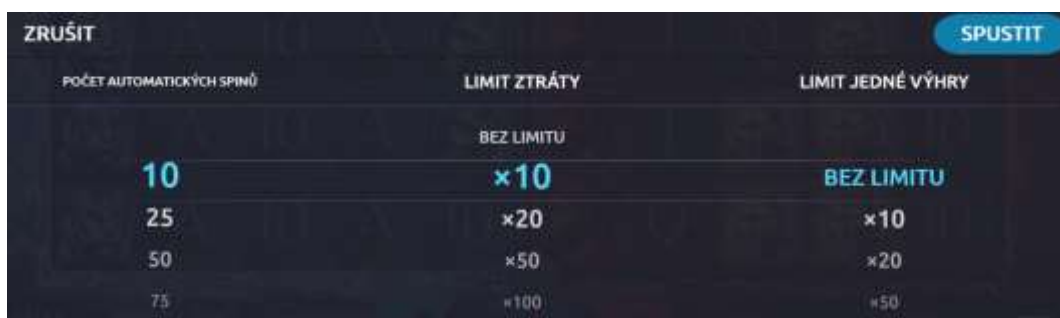 ZRUŠIT SPUSTIT
POČET AUTOMATICKÝCH SPINŮ LIMIT ZTRÁTY LIMIT JEDNÉ VÝHRY
BEZ LIMITU
10 ×10 BEZ LIMITU
25 ×20 ×10
50 ×50 ×20
75 ×100 ×50